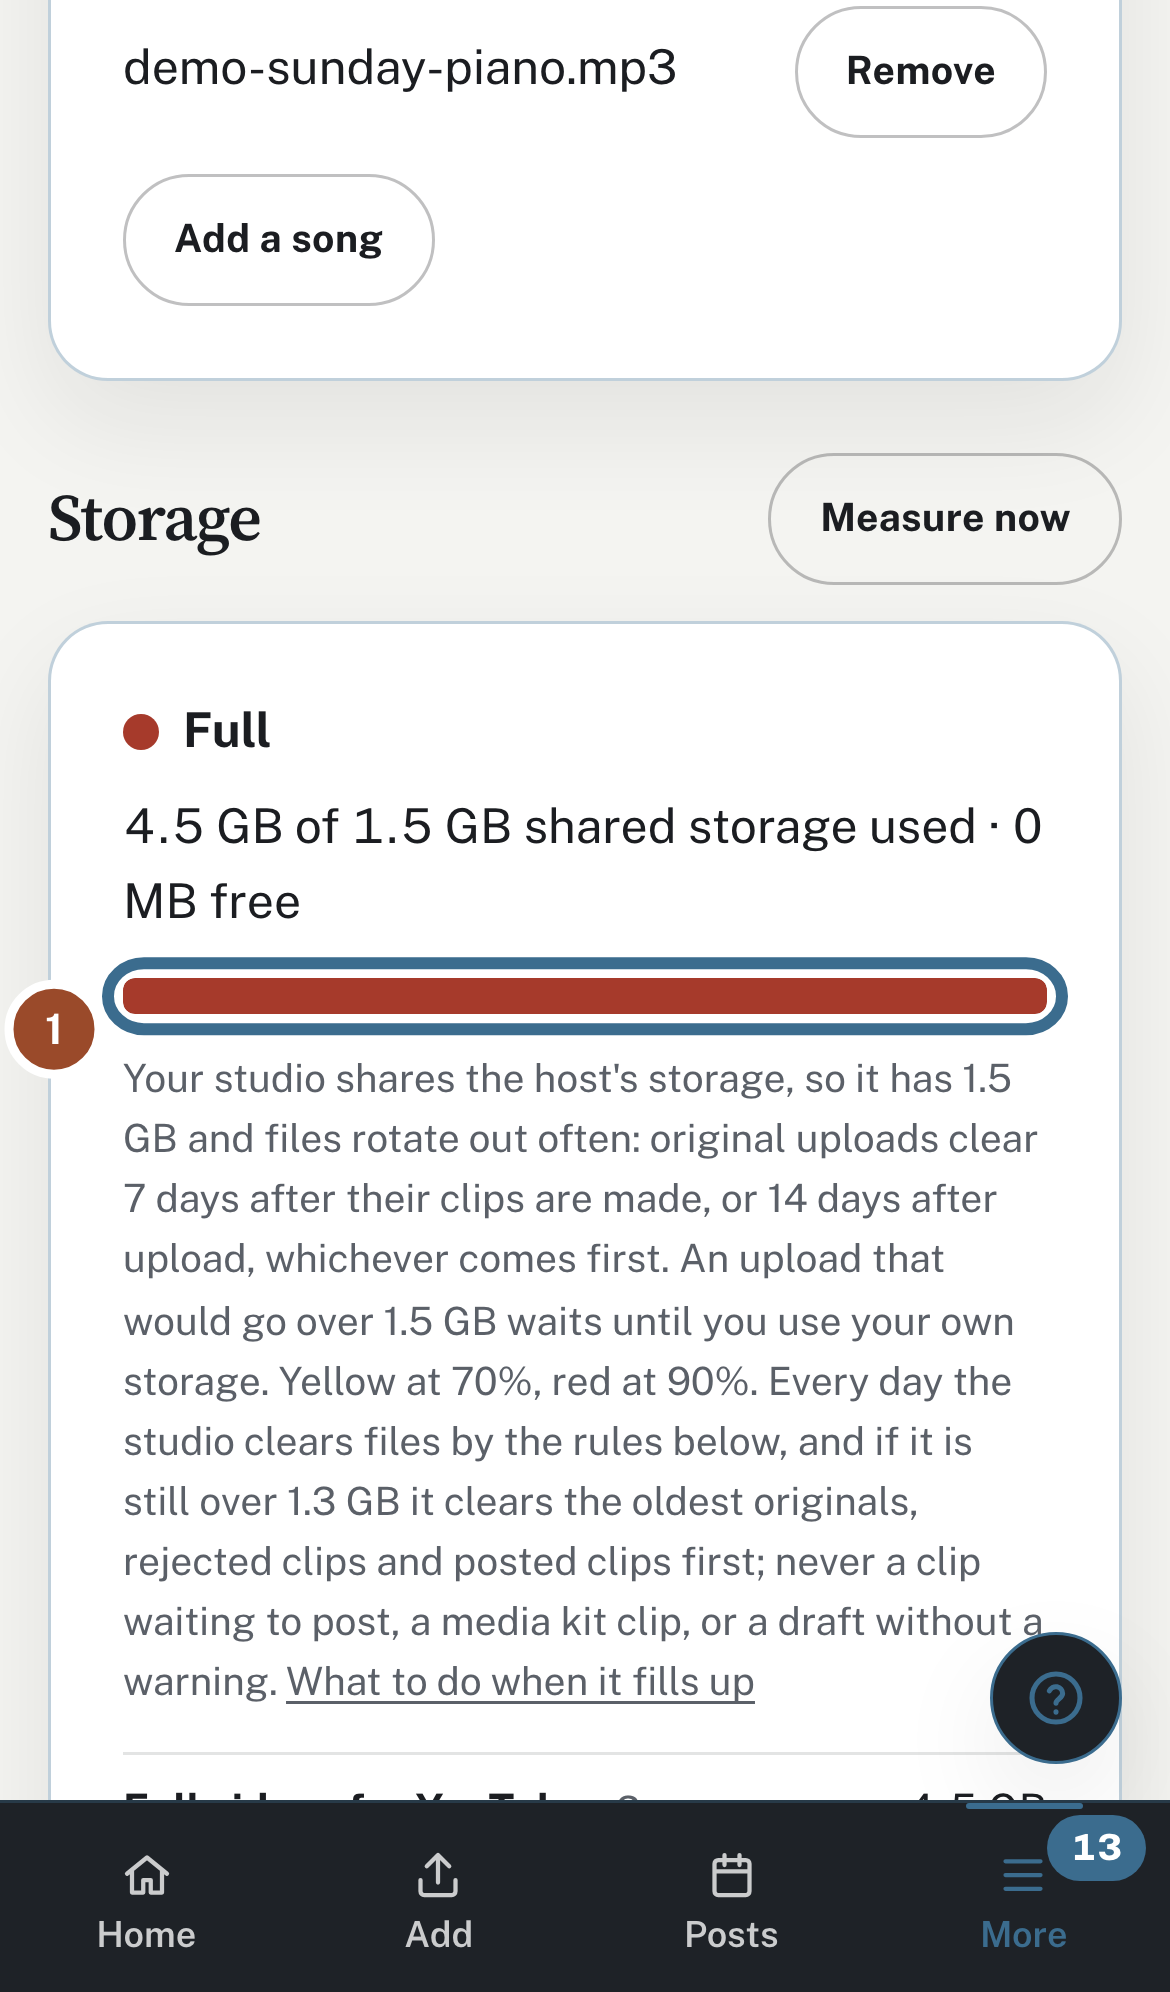 demo-sunday-piano.mp3
Remove
Add a song
Storage
Measure now
Full
4.5 GB of 1.5 GB shared storage used · 0
MB free
1
Your studio shares the host's storage, so it has 1.5
GB and files rotate out often: original uploads clear
7 days after their clips are made, or 14 days after
upload, whichever comes first. An upload that
would go over 1.5 GB waits until you use your own
storage. Yellow at 70%, red at 90%. Every day the
studio clears files by the rules below, and if it is
still over 1.3 GB it clears the oldest originals,
rejected clips and posted clips first; never a clip
waiting to post, a media kit clip, or a draft without a
warning. What to do when it fills up
13
Home
Add
Posts
More